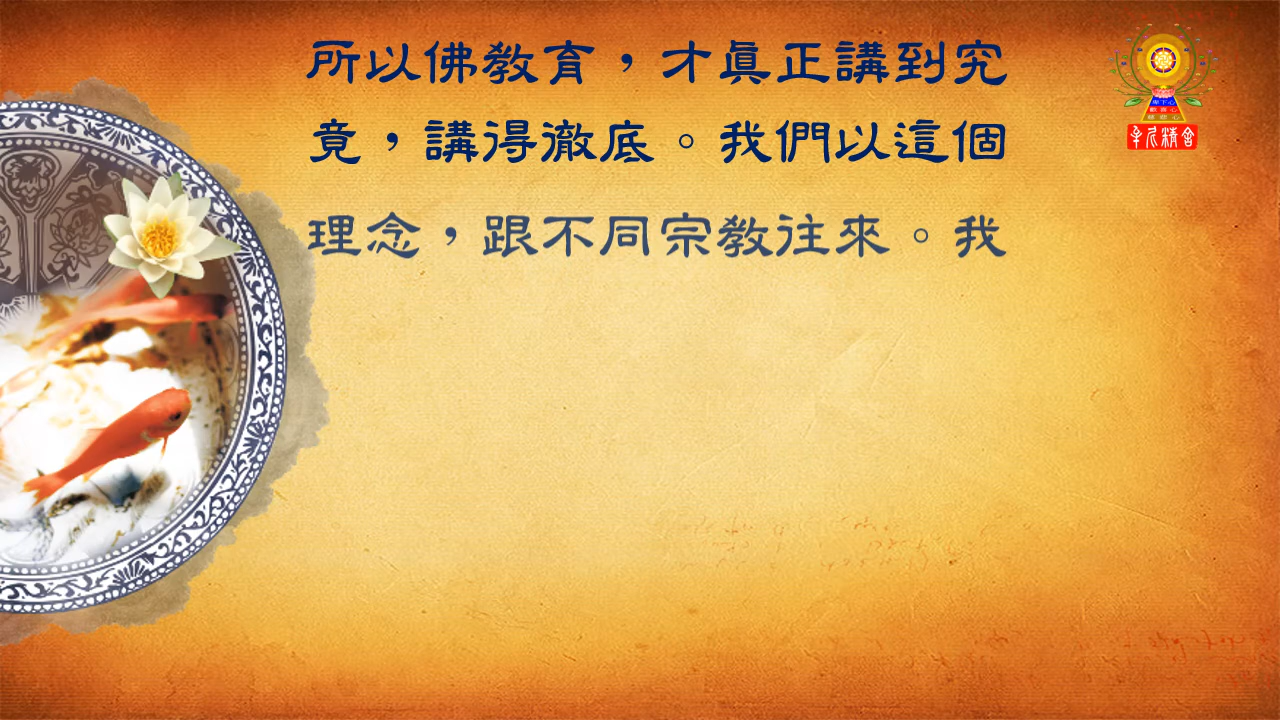 所以佛教育，才眞正講到究
竟，講得徹底。我們以這個
理念，跟不同宗教往來。我